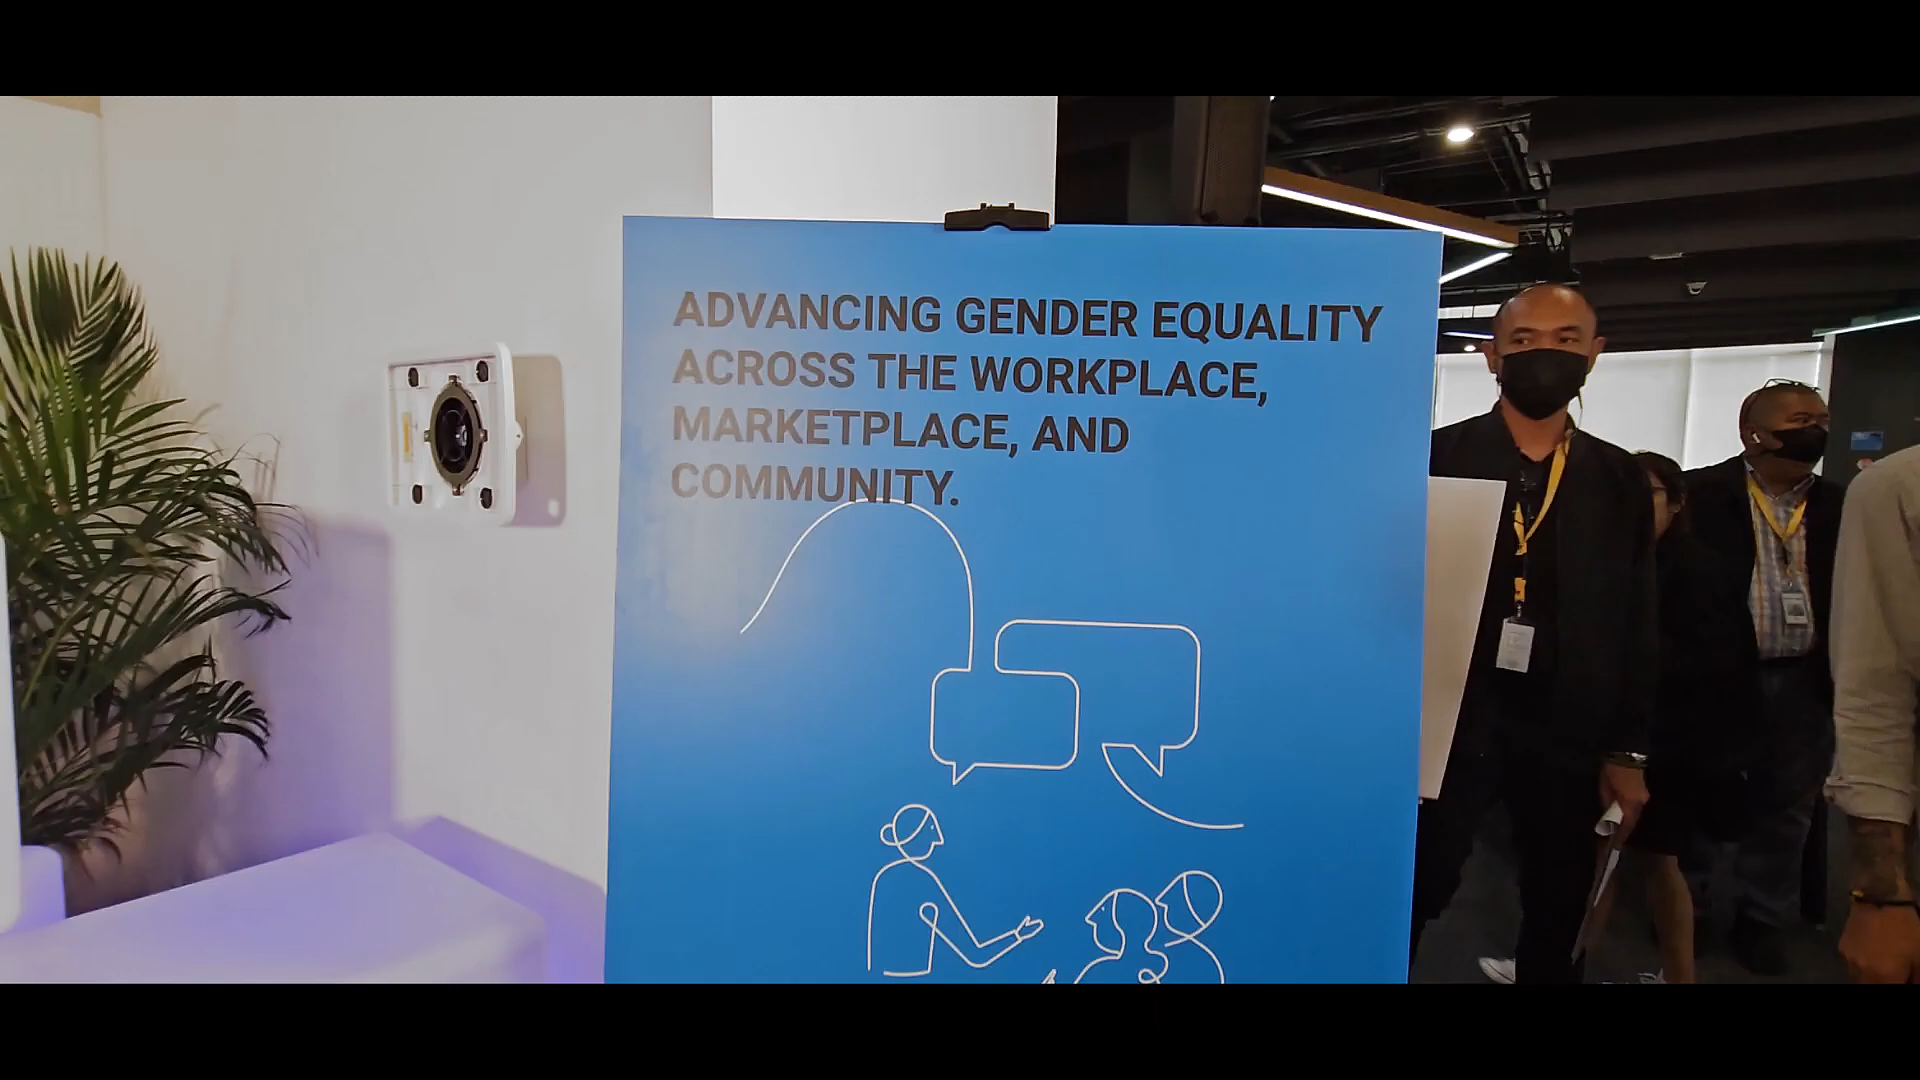 ADVANCING GENDER EQUALITY
ACROSS THE WORKPLACE,
MARKETPLACE, AND
COMMUNITY.